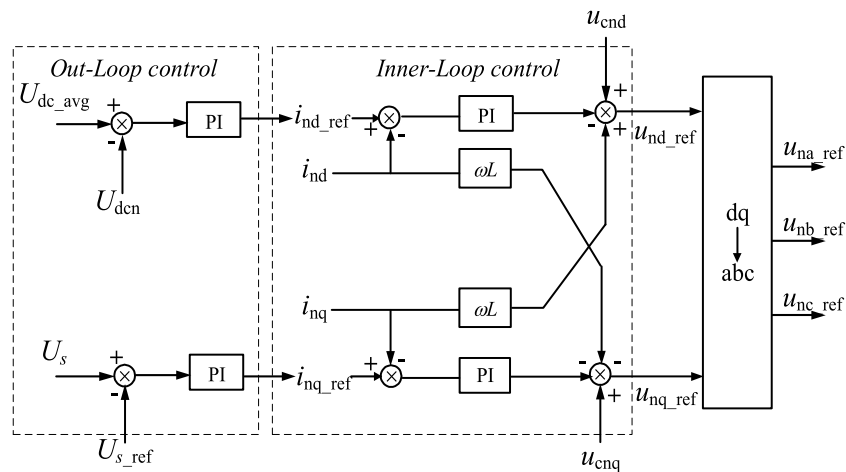 u_cnd
Out-Loop control
Inner-Loop control
U_dc_avg
+
-
PI
i_nd_ref
+
-
PI
+
-
+
u_nd_ref
U_dcn
i_nd
ωL
u_na_ref
dq
abc
u_nb_ref
i_nq
ωL
u_nc_ref
U_s
+
-
PI
i_nq_ref
+
-
PI
-
-
+
u_nq_ref
U_s_ref
u_cnq